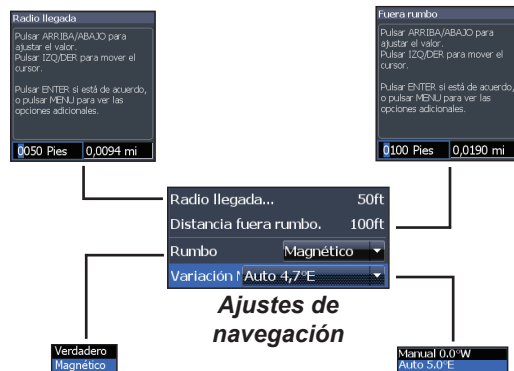 Radio llegada
Pulsar ARRIBA/ABAJO para
ajustar el valor.
Pulsar IZQ/DER para mover el
cursor.
Pulsar ENTER si está de acuerdo,
o pulsar MENU para ver las
opciones adicionales.
0050 Pies 0,0094 mi
Fuera rumbo
Pulsar ARRIBA/ABAJO para
ajustar el valor.
Pulsar IZQ/DER para mover el
cursor.
Pulsar ENTER si está de acuerdo,
o pulsar MENU para ver las
opciones adicionales.
0100 Pies 0,0190 mi
Radio llegada... 50ft
Distancia fuera rumbo. 100ft
Rumbo Magnético
Variación Auto 4,7°E
Ajustes de
navegación
Verdadero
Magnético
Manual 0.0°W
Auto 5.0°E